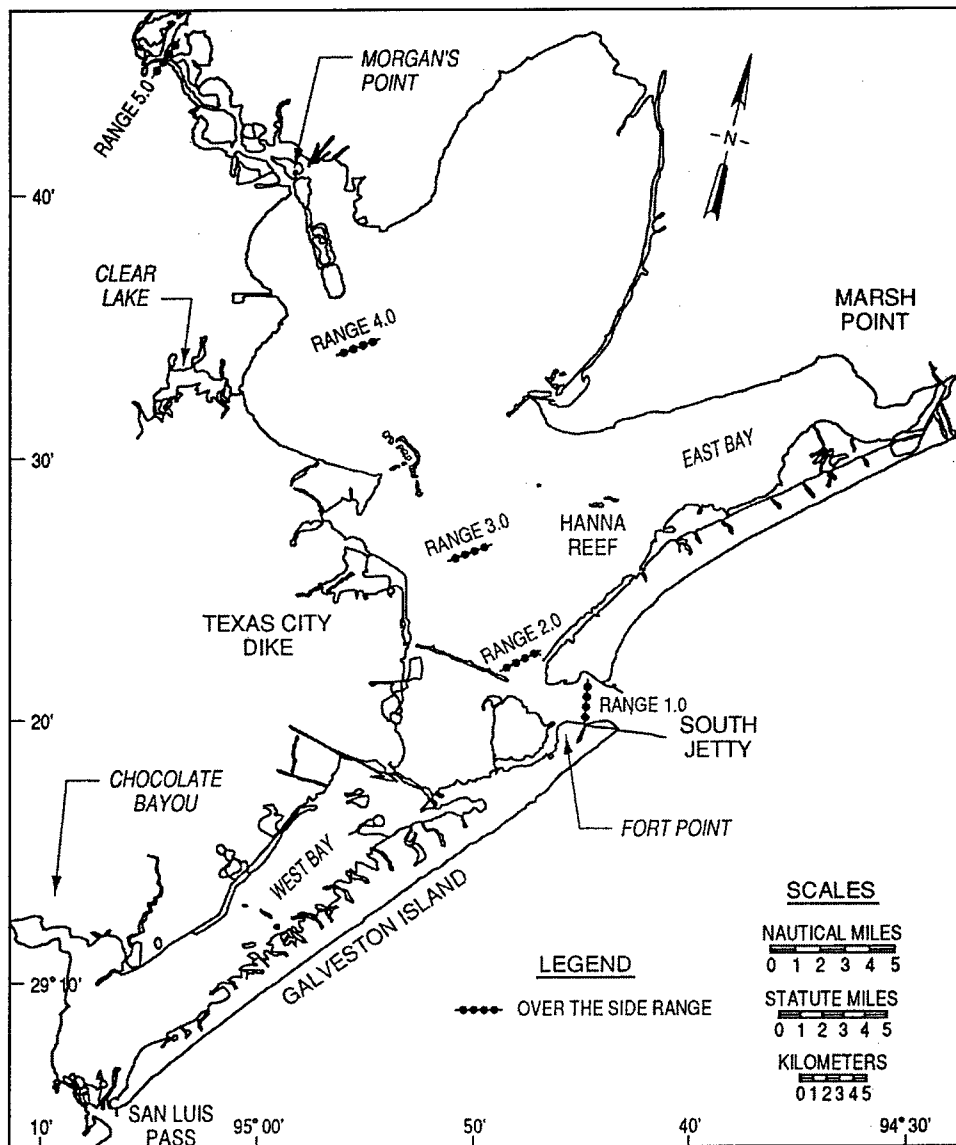 MORGAN'S
POINT
RANGE 5.0
-N-
40'
CLEAR
LAKE
RANGE 4.0
MARSH
POINT
30'
EAST BAY
RANGE 3.0
HANNA
REEF
TEXAS CITY
DIKE
RANGE 2.0
20'
RANGE 1.0
SOUTH
JETTY
CHOCOLATE
BAYOU
FORT POINT
WEST BAY
GALVESTON ISLAND
SCALES
NAUTICAL MILES
0 1 2 3 4 5
LEGEND
29° 10'
OVER THE SIDE RANGE
STATUTE MILES
0 1 2 3 4 5
KILOMETERS
0 1 2 3 4 5
SAN LUIS
PASS
10' 95° 00' 50' 40' 94° 30'